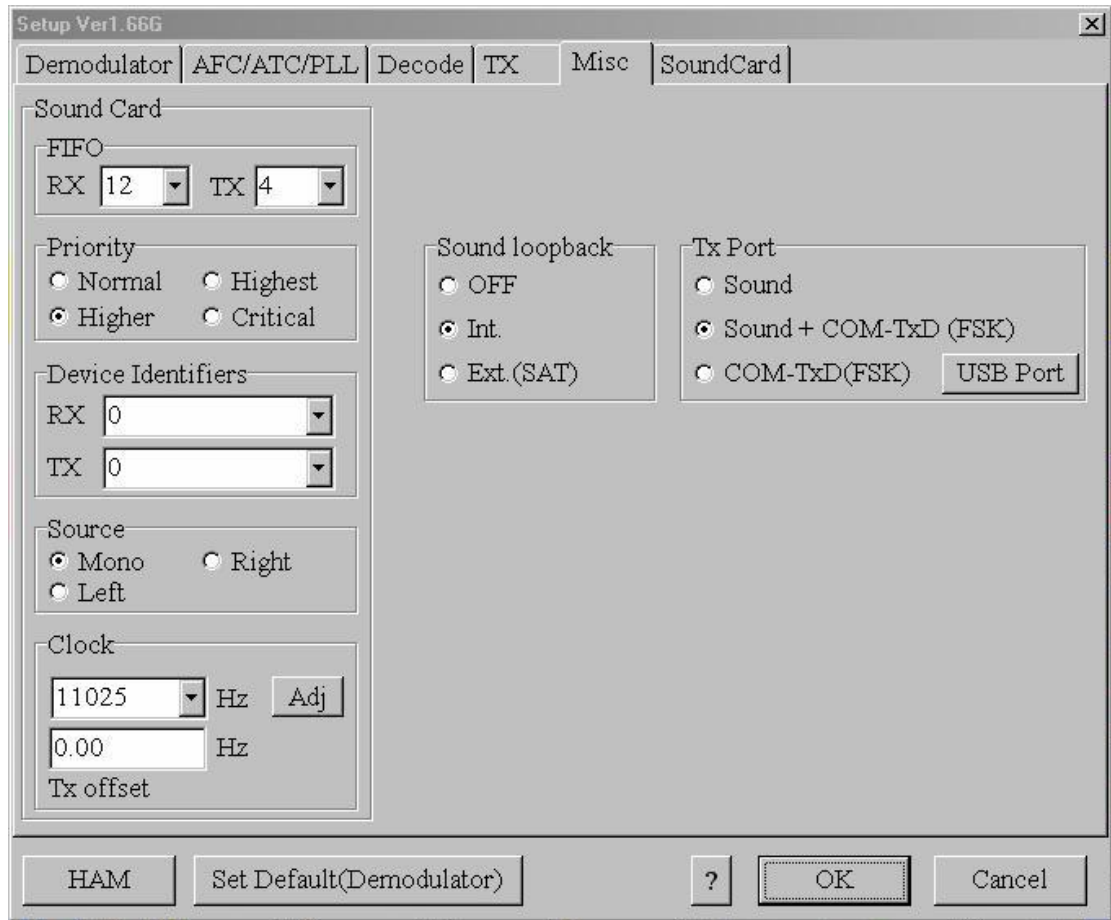 Setup Ver1.66G
Demodulator AFC/ATC/PLL Decode TX Misc SoundCard
Sound Card
FIFO
RX 12 TX 4
Priority
Normal Highest
Higher Critical
Device Identifiers
RX 0
TX 0
Source
Mono Right
Left
Clock
11025 Hz Adj
0.00 Hz
Tx offset
Sound loopback
OFF
Int.
Ext.(SAT)
Tx Port
Sound
Sound + COM-TxD (FSK)
COM-TxD(FSK) USB Port
HAM Set Default(Demodulator) ? OK Cancel